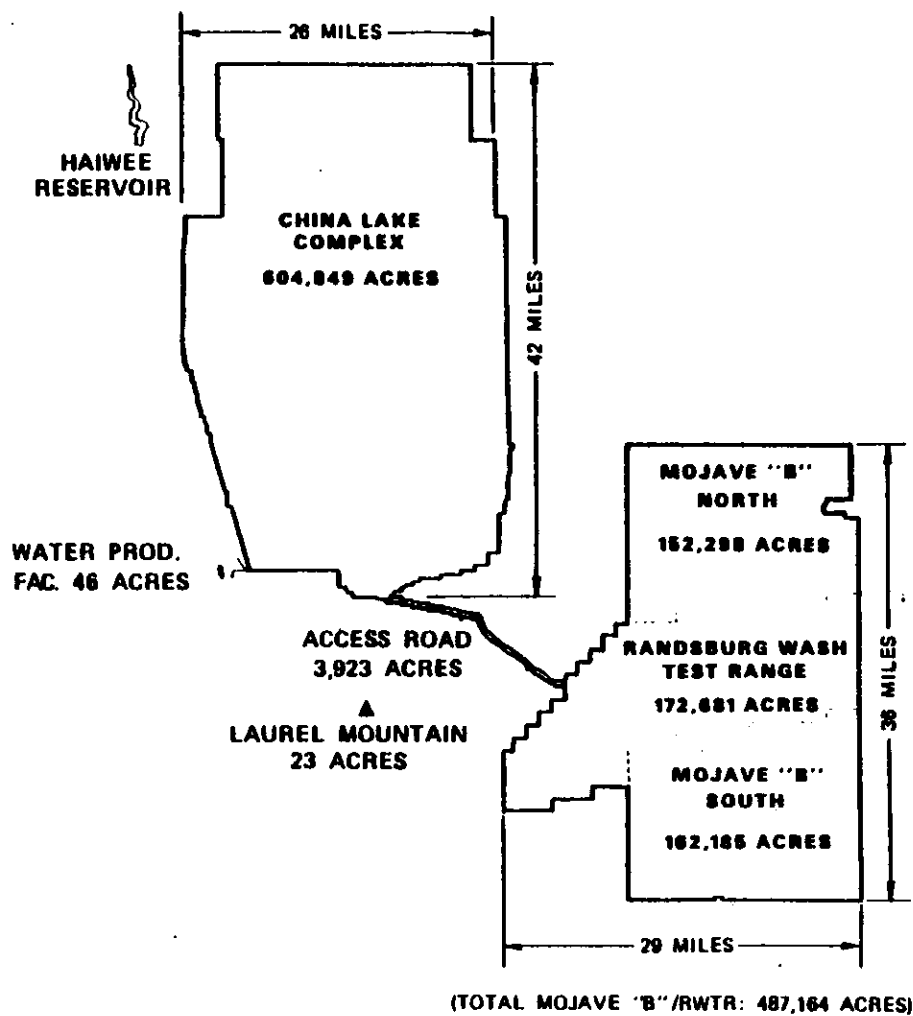 26 MILES
HAIWEE
RESERVOIR
CHINA LAKE
COMPLEX
604,849 ACRES
42 MILES
MOJAVE "B"
NORTH
152,298 ACRES
WATER PROD.
FAC. 46 ACRES
ACCESS ROAD
3,923 ACRES
RANDSBURG WASH
TEST RANGE
172,681 ACRES
36 MILES
LAUREL MOUNTAIN
23 ACRES
MOJAVE "B"
SOUTH
162,185 ACRES
29 MILES
(TOTAL MOJAVE "B"/RWTR: 487,164 ACRES)